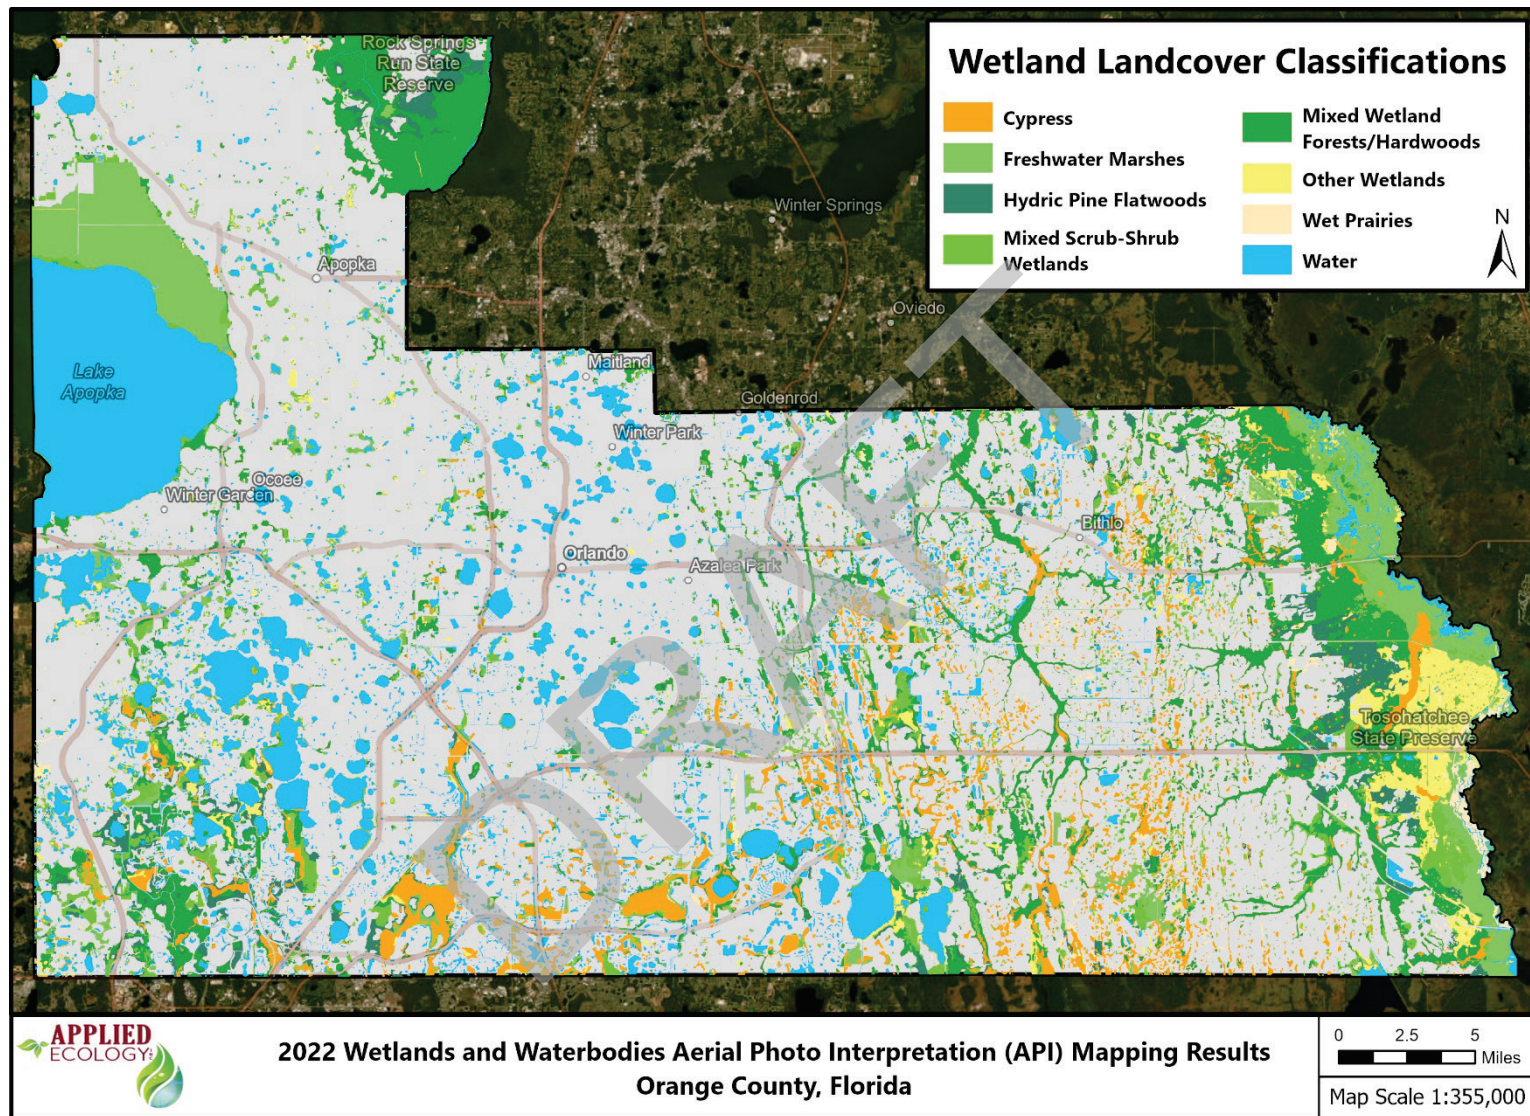 Rock Springs
Run State
Reserve
Wetland Landcover Classifications
Cypress
Freshwater Marshes
Hydric Pine Flatwoods
Mixed Scrub-Shrub
Wetlands
Mixed Wetland
Forests/Hardwoods
Other Wetlands
Wet Prairies
Water
N
Winter Springs
Apopka
Oviedo
Lake
Apopka
Maitland
Goldenrod
Winter Park
Ocoee
Winter Garden
Bithlo
Orlando
Azalea Park
Tosohatchee
State Preserve
DRAFT
APPLIED
ECOLOGY
2022 Wetlands and Waterbodies Aerial Photo Interpretation (API) Mapping Results
Orange County, Florida
0 2.5 5
Miles
Map Scale 1:355,000